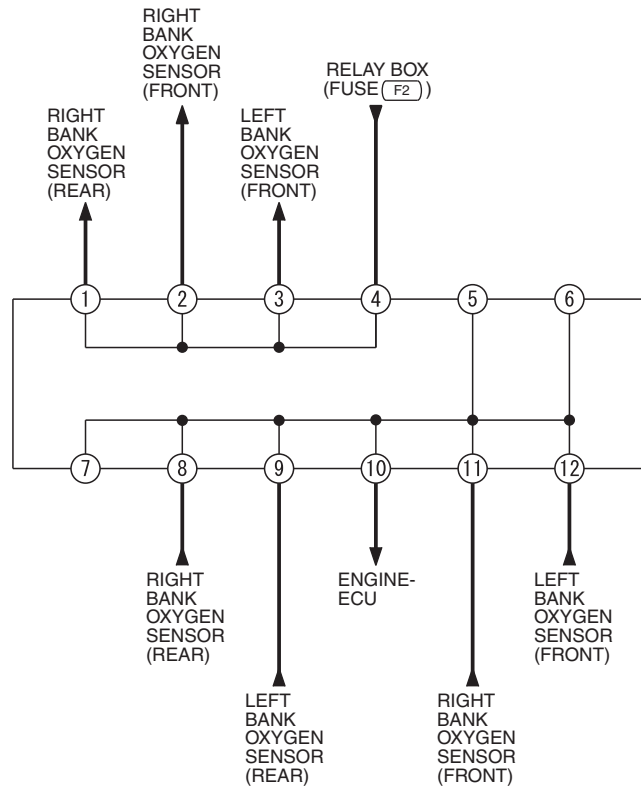 RIGHT
BANK
OXYGEN
SENSOR
(FRONT)
RELAY BOX
(FUSE F2 )
RIGHT
BANK
OXYGEN
SENSOR
(REAR)
LEFT
BANK
OXYGEN
SENSOR
(FRONT)
1 2 3 4 5 6
7 8 9 10 11 12
RIGHT
BANK
OXYGEN
SENSOR
(REAR)
ENGINE-
ECU
LEFT
BANK
OXYGEN
SENSOR
(FRONT)
LEFT
BANK
OXYGEN
SENSOR
(REAR)
RIGHT
BANK
OXYGEN
SENSOR
(FRONT)